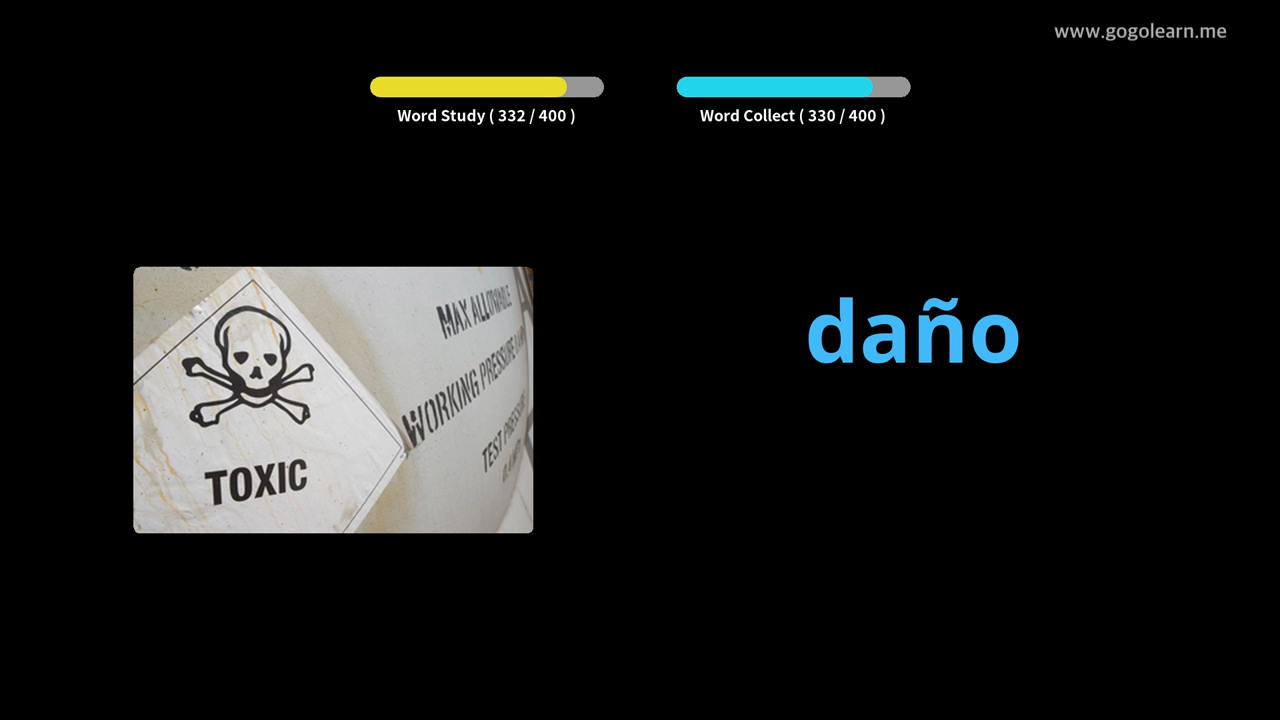 www.gogolearn.me
Word Study ( 332 / 400 )
Word Collect ( 330 / 400 )
daño
TOXIC
MAX ALLOWABLE
WORKING PRESSURE
TEST PRESSURE